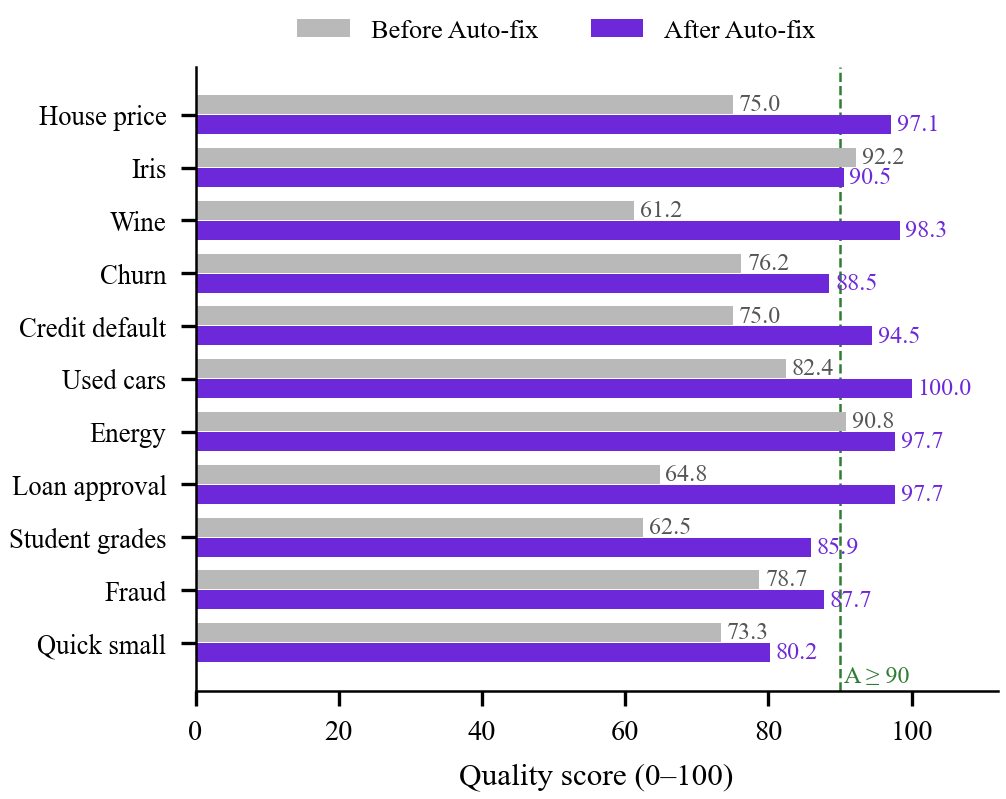 Before Auto-fix After Auto-fix
House price 75.0
97.1
Iris 92.2
90.5
Wine 61.2
98.3
Churn 76.2
88.5
Credit default 75.0
94.5
Used cars 82.4
100.0
Energy 90.8
97.7
Loan approval 64.8
97.7
Student grades 62.5
85.9
Fraud 78.7
87.7
Quick small 73.3
80.2
A ≥ 90
0 20 40 60 80 100
Quality score (0–100)